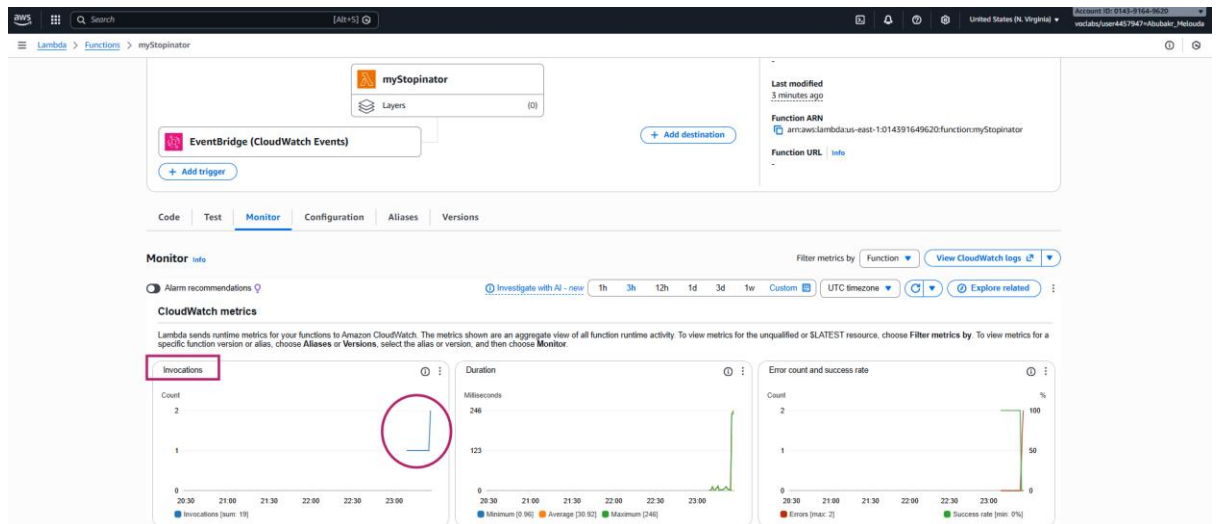 aws
Search
[Alt+S]
United States (N. Virginia)
Account ID: 0143-9164-9620
voclabs/user4457947=Abubakr_Melouda
Lambda > Functions > myStopinator
myStopinator
Layers (0)
EventBridge (CloudWatch Events)
+ Add trigger
+ Add destination
-
Last modified
3 minutes ago
Function ARN
arn:aws:lambda:us-east-1:014391649620:function:myStopinator
Function URL Info
-
Code Test Monitor Configuration Aliases Versions
Monitor Info
Filter metrics by Function View CloudWatch logs
Alarm recommendations
Investigate with AI - new 1h 3h 12h 1d 3d 1w Custom UTC timezone Explore related
CloudWatch metrics
Lambda sends runtime metrics for your functions to Amazon CloudWatch. The metrics shown are an aggregate view of all function runtime activity. To view metrics for the unqualified or $LATEST resource, choose Filter metrics by. To view metrics for a
specific function version or alias, choose Aliases or Versions, select the alias or version, and then choose Monitor.
Invocations
Count
2
1
0
20:30 21:00 21:30 22:00 22:30 23:00
Invocations [sum: 19]
Duration
Milliseconds
246
123
0
20:30 21:00 21:30 22:00 22:30 23:00
Minimum [0.96] Average [30.92] Maximum [246]
Error count and success rate
Count %
2 100
1 50
0 0
20:30 21:00 21:30 22:00 22:30 23:00
Errors [max: 2] Success rate [min: 0%]